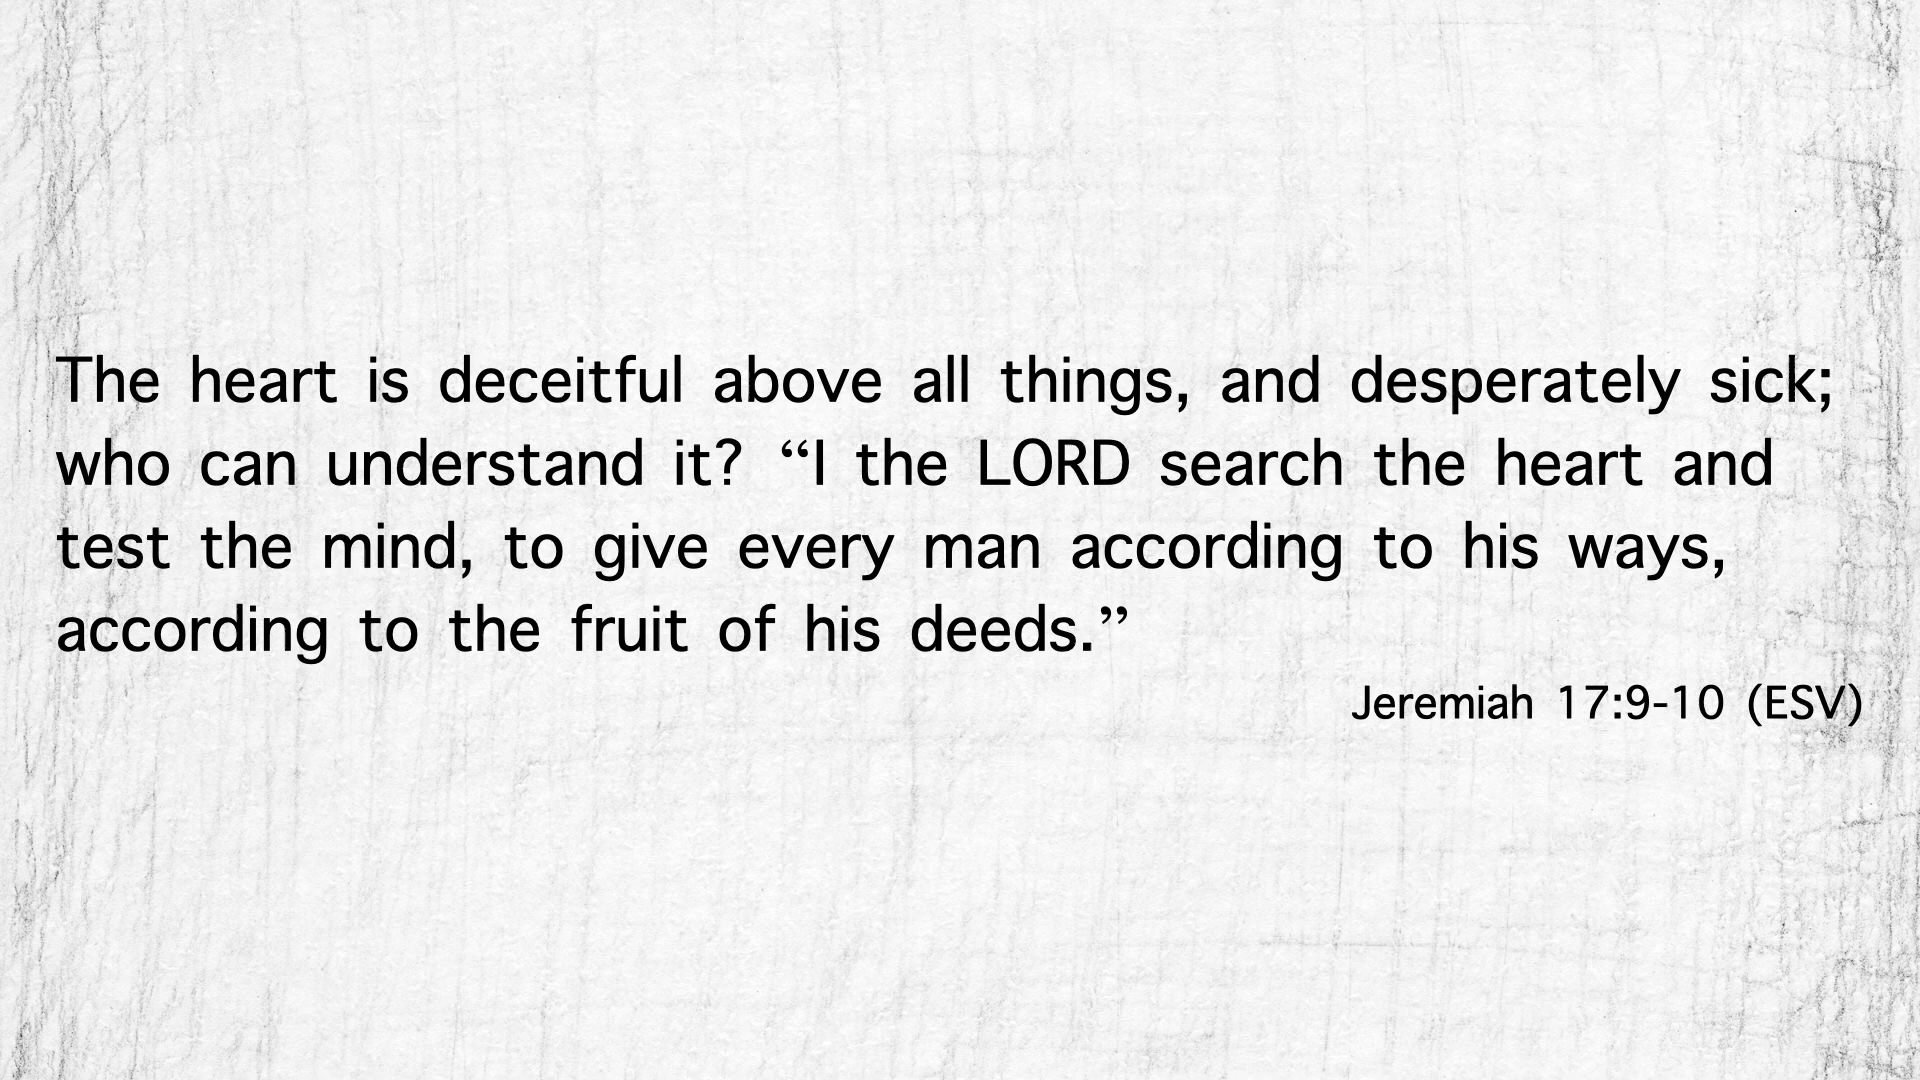 The heart is deceitful above all things, and desperately sick;
who can understand it? “I the LORD search the heart and
test the mind, to give every man according to his ways,
according to the fruit of his deeds.”
Jeremiah 17:9-10 (ESV)